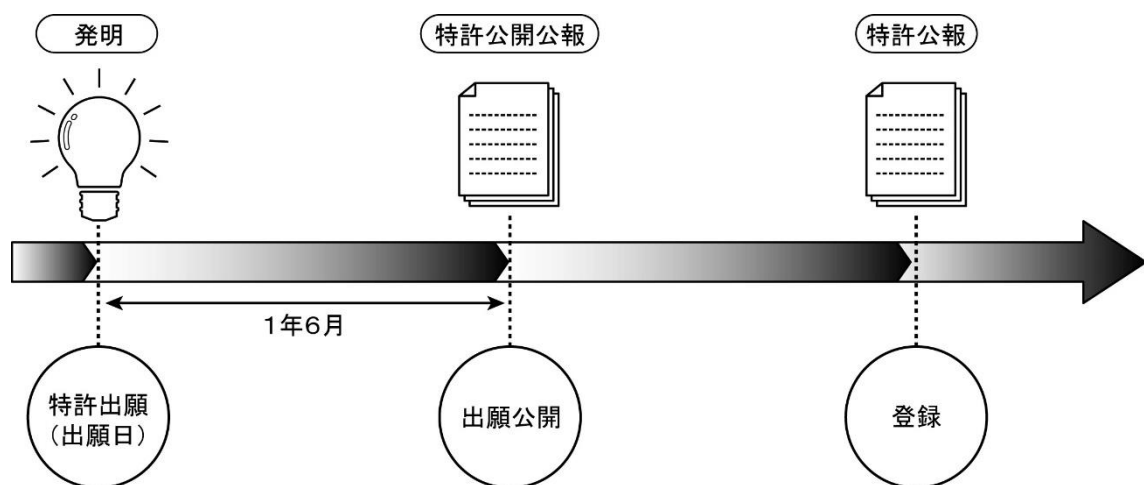 発明
特許公開公報
特許公報
1年6月
特許出願
(出願日)
出願公開
登録